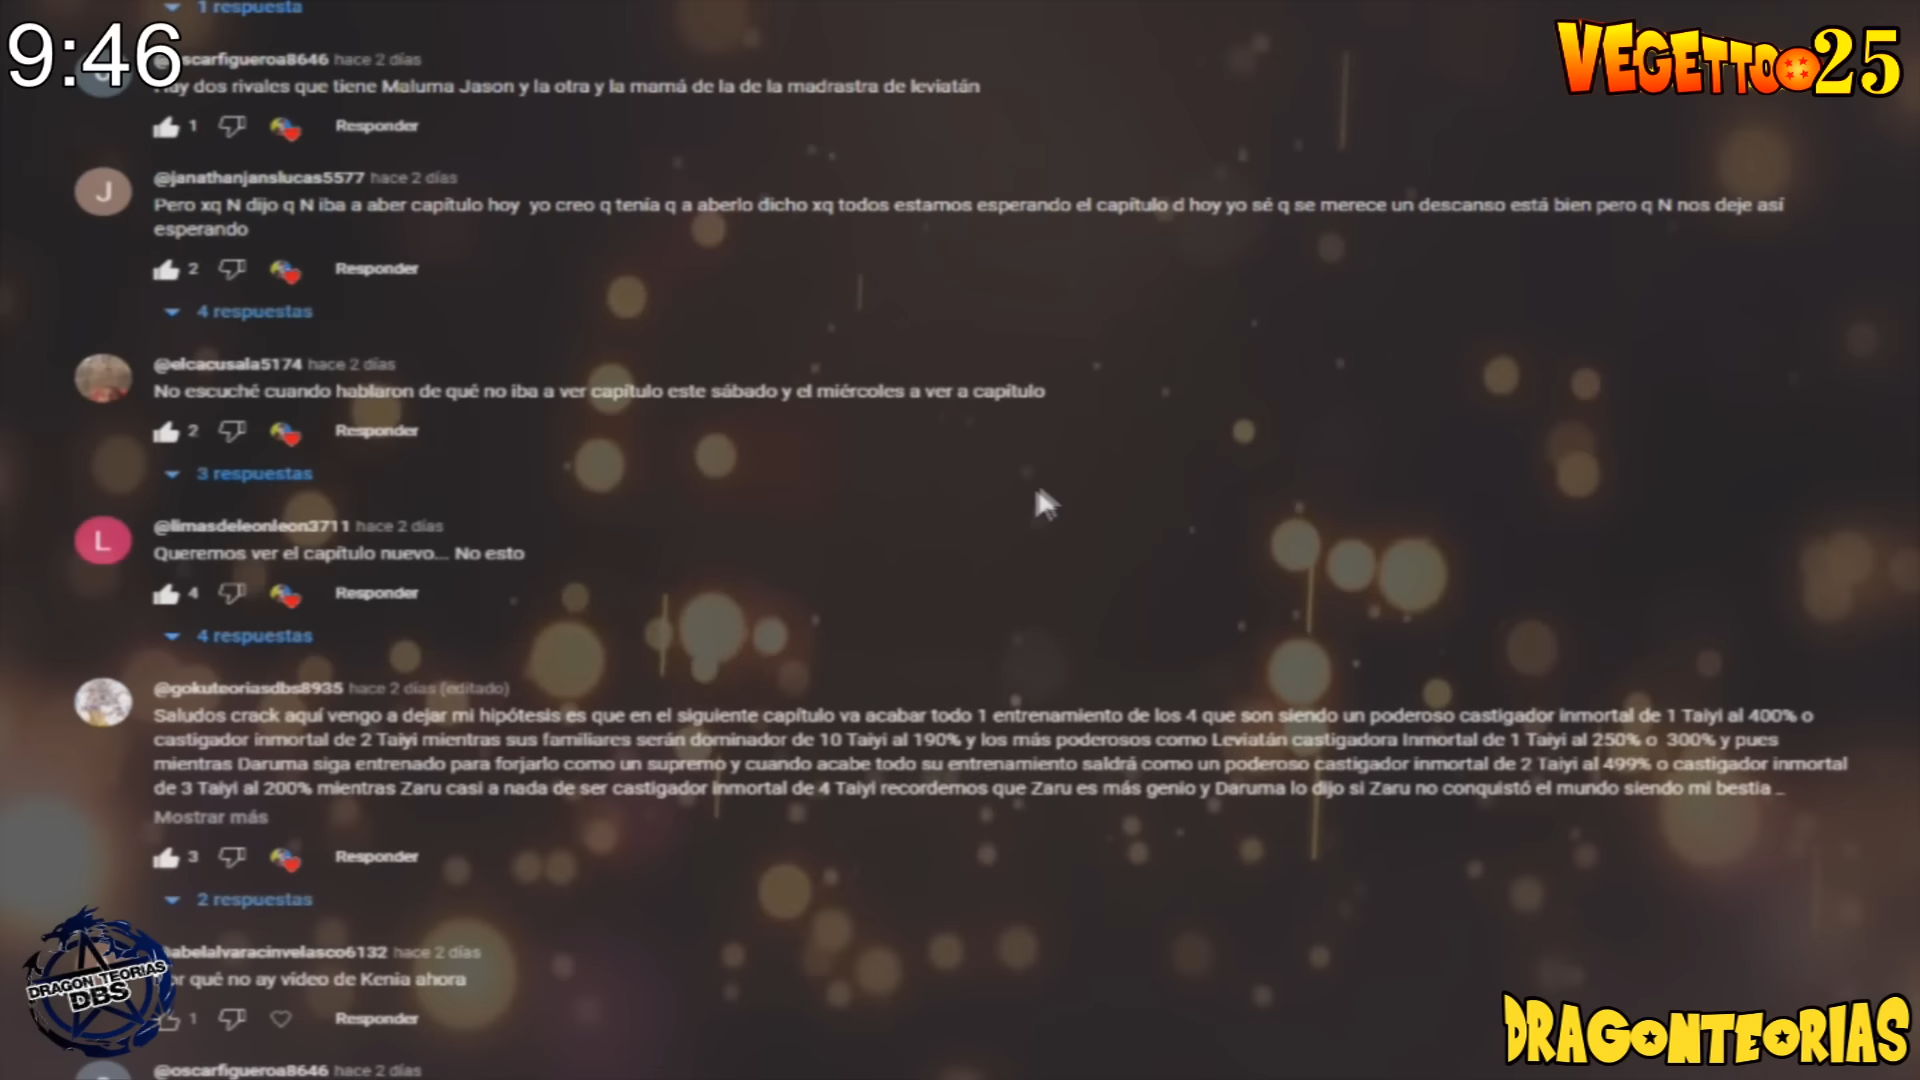 1 respuesta
9:46
scarfigueroa8646 hace 2 días
ay dos rivales que tiene Maluma Jason y la otra y la mamá de la de la madrastra de leviatán
1 Responder
VEGETTO 25
J
@janathanjanslucas5577 hace 2 días
Pero xq N dijo q N iba a aber capítulo hoy yo creo q tenía q a aberlo dicho xq todos estamos esperando el capítulo d hoy yo sé q se merece un descanso está bien pero q N nos deje así
esperando
2 Responder
4 respuestas
@elcacusala5174 hace 2 días
No escuché cuando hablaron de qué no iba a ver capítulo este sábado y el miércoles a ver a capítulo
2 Responder
3 respuestas
L
@limasdeleonleon3711 hace 2 días
Queremos ver el capítulo nuevo... No esto
4 Responder
4 respuestas
@gokuteoriasdbs8935 hace 2 días (editado)
Saludos crack aquí vengo a dejar mi hipótesis es que en el siguiente capítulo va acabar todo 1 entrenamiento de los 4 que son siendo un poderoso castigador inmortal de 1 Taiyi al 400% o
castigador inmortal de 2 Taiyi mientras sus familiares serán dominador de 10 Taiyi al 190% y los más poderosos como Leviatán castigadora Inmortal de 1 Taiyi al 250% o 300% y pues
mientras Daruma siga entrenado para forjarlo como un supremo y cuando acabe todo su entrenamiento saldrá como un poderoso castigador inmortal de 2 Taiyi al 499% o castigador inmortal
de 3 Taiyi al 200% mientras Zaru casi a nada de ser castigador inmortal de 4 Taiyi recordemos que Zaru es más genio y Daruma lo dijo si Zaru no conquistó el mundo siendo mi bestia ...
Mostrar más
3 Responder
2 respuestas
abelalvaracinvelasco6132 hace 2 días
or qué no ay vídeo de Kenia ahora
1 Responder
DRAGON TEORIAS
DBS
@oscarfigueroa8646 hace 2 días
DRAGONTEORIAS